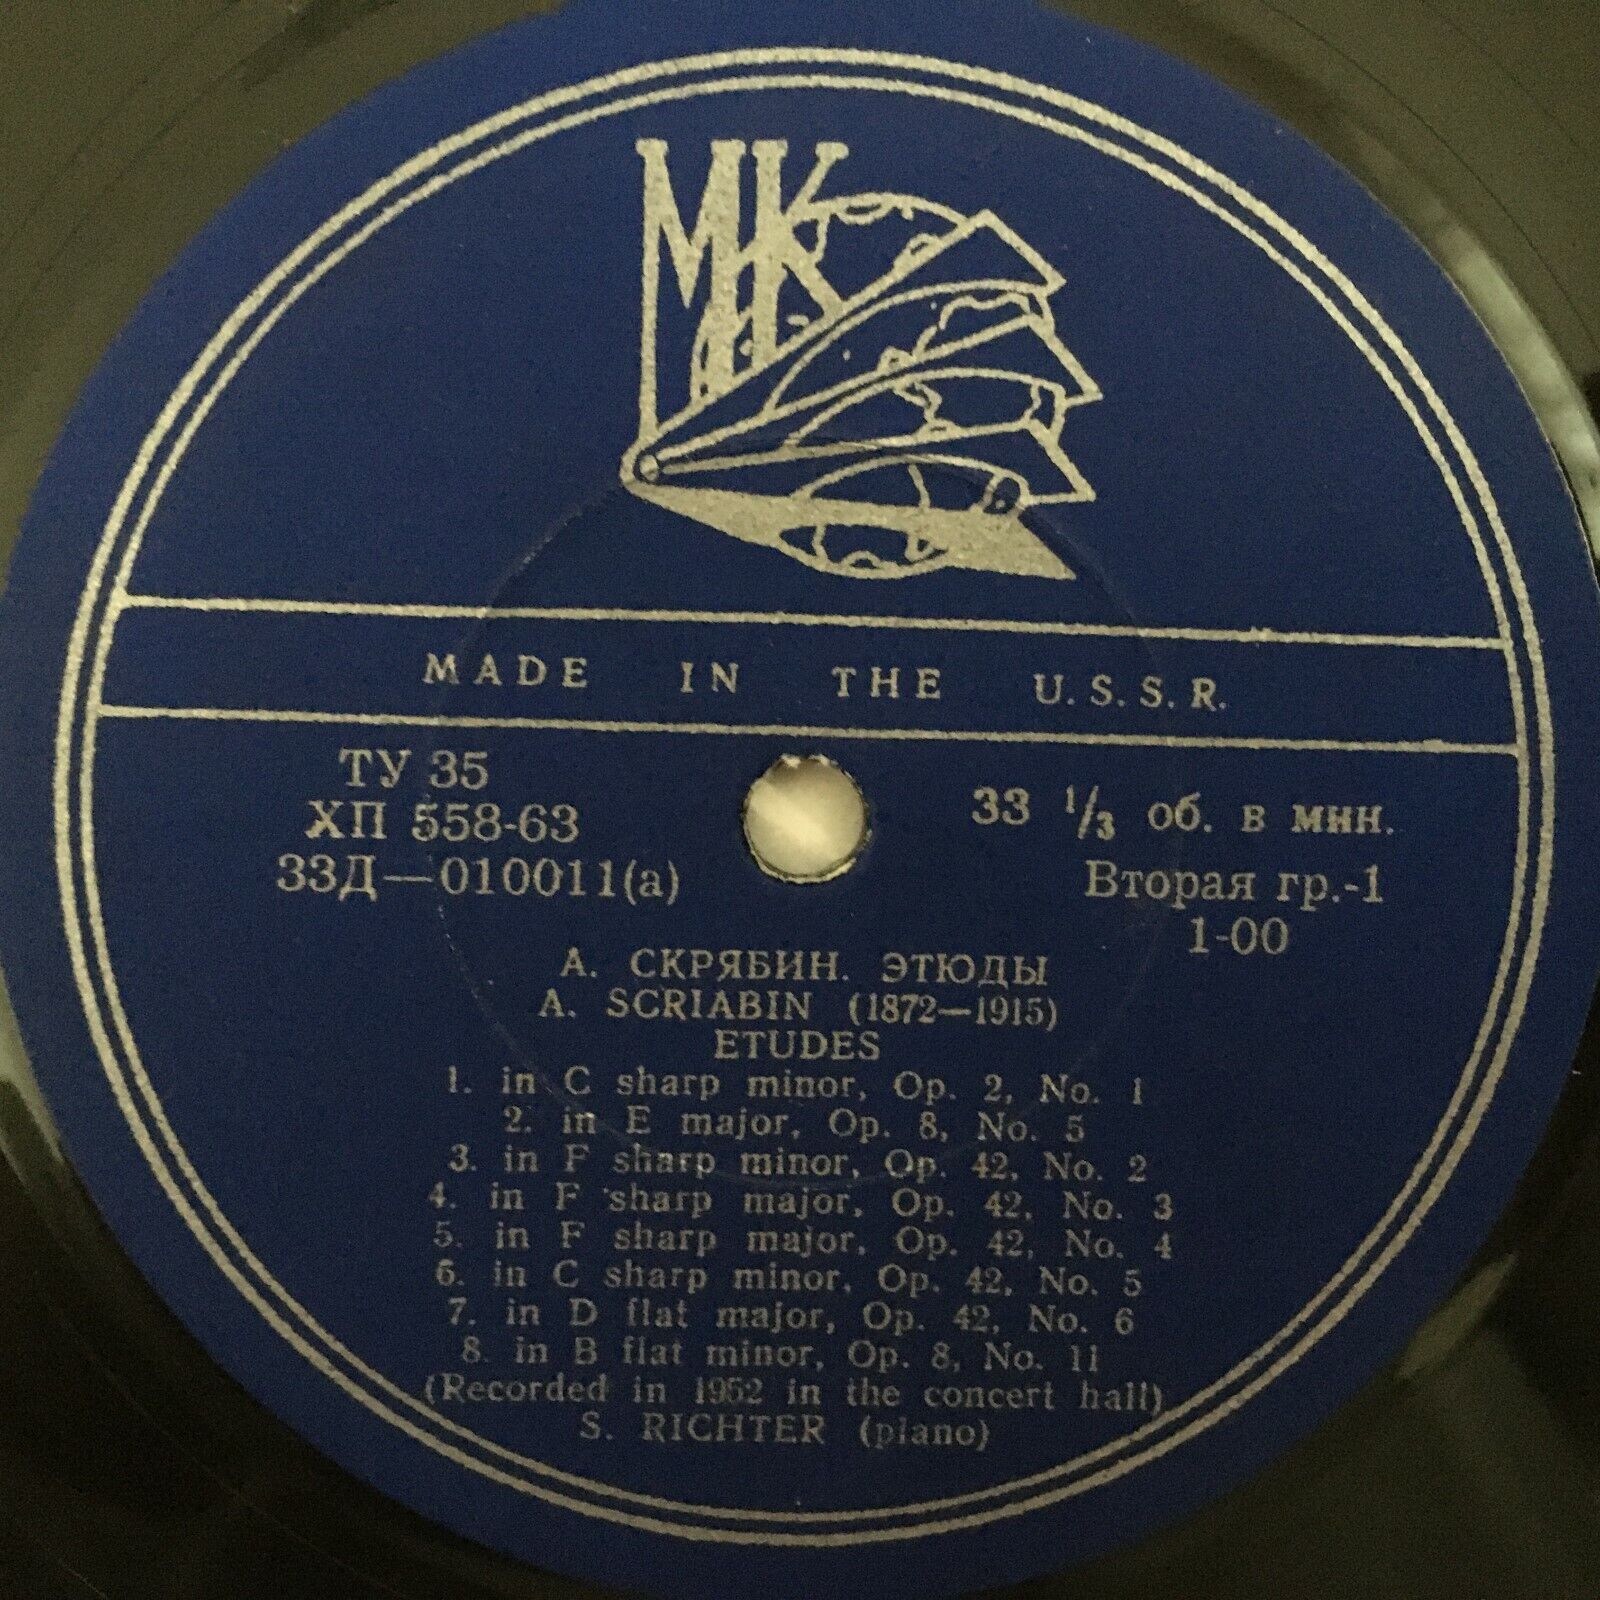 МК
MADE IN THE U.S.S.R.
ТУ 35
ХП 558-63
33Д—010011(а)
33 1/3 об. в мин.
Вторая гр.-1
1-00
А. СКРЯБИН. ЭТЮДЫ
A. SCRIABIN (1872—1915)
ETUDES
1. in C sharp minor, Op. 2, No. 1
2. in E major, Op. 8, No. 5
3. in F sharp minor, Op. 42, No. 2
4. in F sharp major, Op. 42, No. 3
5. in F sharp major, Op. 42, No. 4
6. in C sharp minor, Op. 42, No. 5
7. in D flat major, Op. 42, No. 6
8. in B flat minor, Op. 8, No. 11
(Recorded in 1952 in the concert hall)
S. RICHTER (piano)